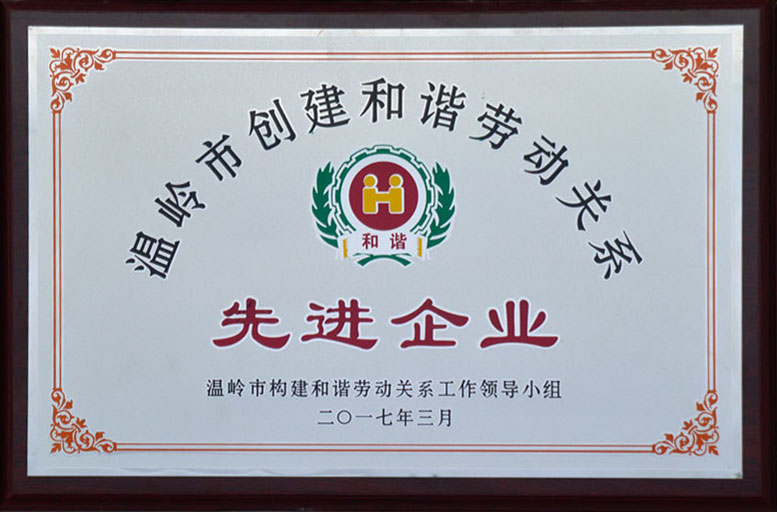 温岭市创建和谐劳动关系
和谐
先进企业
温岭市构建和谐劳动关系工作领导小组
二〇一七年三月